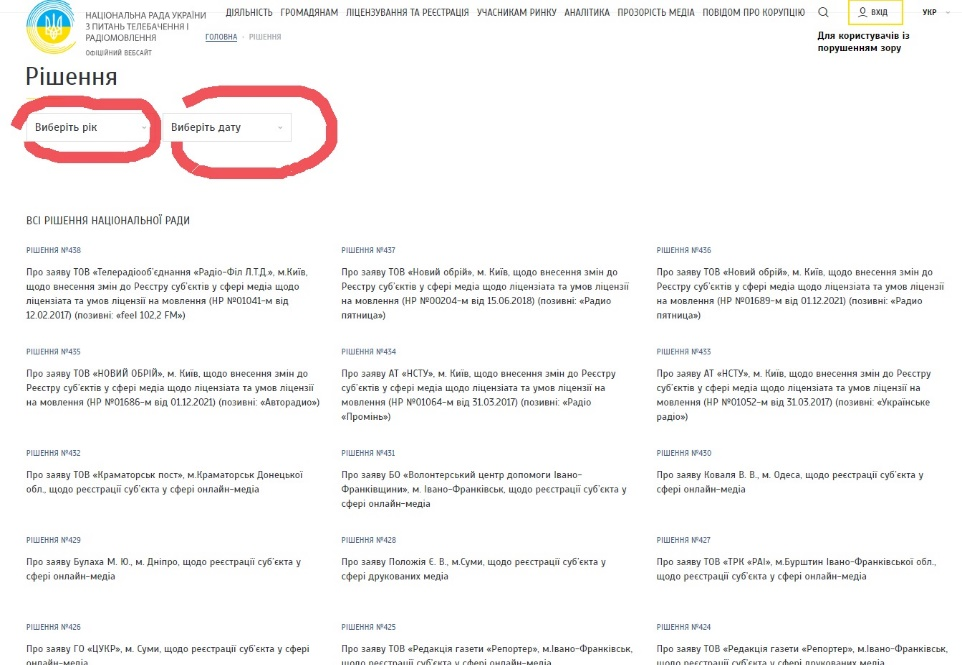 НАЦІОНАЛЬНА РАДА УКРАЇНИ
З ПИТАНЬ ТЕЛЕБАЧЕННЯ І
РАДІОМОВЛЕННЯ
ОФІЦІЙНИЙ ВЕБСАЙТ
ДІЯЛЬНІСТЬ ГРОМАДЯНАМ ЛІЦЕНЗУВАННЯ ТА РЕЄСТРАЦІЯ УЧАСНИКАМ РИНКУ АНАЛІТИКА ПРОЗОРІСТЬ МЕДІА ПОВІДОМ ПРО КОРУПЦІЮ
ВХІД
УКР
ГОЛОВНА - РІШЕННЯ
Для користувачів із
порушенням зору
Рішення
Виберіть рік
Виберіть дату
ВСІ РІШЕННЯ НАЦІОНАЛЬНОЇ РАДИ
РІШЕННЯ №438
Про заяву ТОВ «Телерадіооб’єднання «Радіо-Філ Л.Т.Д.», м.Київ,
щодо внесення змін до Реєстру суб’єктів у сфері медіа щодо
ліцензіата та умов ліцензії на мовлення (НР №01041-м від
12.02.2017) (позивні: «feel 102,2 FM»)
РІШЕННЯ №437
Про заяву ТОВ «Новий обрій», м. Київ, щодо внесення змін до
Реєстру суб’єктів у сфері медіа щодо ліцензіата та умов ліцензії
на мовлення (НР №00204-м від 15.06.2018) (позивні: «Радио
пятница»)
РІШЕННЯ №436
Про заяву ТОВ «Новий обрій», м. Київ, щодо внесення змін до
Реєстру суб’єктів у сфері медіа щодо ліцензіата та умов ліцензії
на мовлення (НР №01689-м від 01.12.2021) (позивні: «Радио
пятница»)
РІШЕННЯ №435
Про заяву ТОВ «НОВИЙ ОБРІЙ», м. Київ, щодо внесення змін до
Реєстру суб’єктів у сфері медіа щодо ліцензіата та умов ліцензії
на мовлення (НР №01686-м від 01.12.2021) (позивні: «Авторадио»)
РІШЕННЯ №434
Про заяву АТ «НСТУ», м. Київ, щодо внесення змін до Реєстру
суб’єктів у сфері медіа щодо ліцензіата та умов ліцензії на
мовлення (НР №01064-м від 31.03.2017) (позивні: «Радіо
«Промінь»)
РІШЕННЯ №433
Про заяву АТ «НСТУ», м. Київ, щодо внесення змін до Реєстру
суб’єктів у сфері медіа щодо ліцензіата та умов ліцензії на
мовлення (НР №01052-м від 31.03.2017) (позивні: «Українське
радіо»)
РІШЕННЯ №432
Про заяву ТОВ «Краматорськ пост», м.Краматорськ Донецької
обл., щодо реєстрації суб’єкта у сфері онлайн-медіа
РІШЕННЯ №431
Про заяву БО «Волонтерський центр допомоги Івано-
Франківщини», м. Івано-Франківськ, щодо реєстрації суб’єкта у
сфері онлайн-медіа
РІШЕННЯ №430
Про заяву Коваля В. В., м. Одеса, щодо реєстрації суб’єкта у
сфері онлайн-медіа
РІШЕННЯ №429
Про заяву Булаха М. Ю., м. Дніпро, щодо реєстрації суб’єкта у
сфері онлайн-медіа
РІШЕННЯ №428
Про заяву Положія Є. В., м.Суми, щодо реєстрації суб’єкта у
сфері друкованих медіа
РІШЕННЯ №427
Про заяву ТОВ «ТРК «РАІ», м.Бурштин Івано-Франківської обл.,
щодо реєстрації суб’єкта у сфері онлайн-медіа
РІШЕННЯ №426
Про заяву ГО «ЦУКР», м. Суми, щодо реєстрації суб’єкта у сфері
онлайн-медіа
РІШЕННЯ №425
Про заяву ТОВ «Редакція газети «Репортер», м.Івано-Франківськ,
щодо реєстрації суб’єкта у сфері онлайн-медіа
РІШЕННЯ №424
Про заяву ТОВ «Редакція газети «Репортер», м.Івано-Франківськ,
щодо реєстрації суб’єкта у сфері друкованих медіа